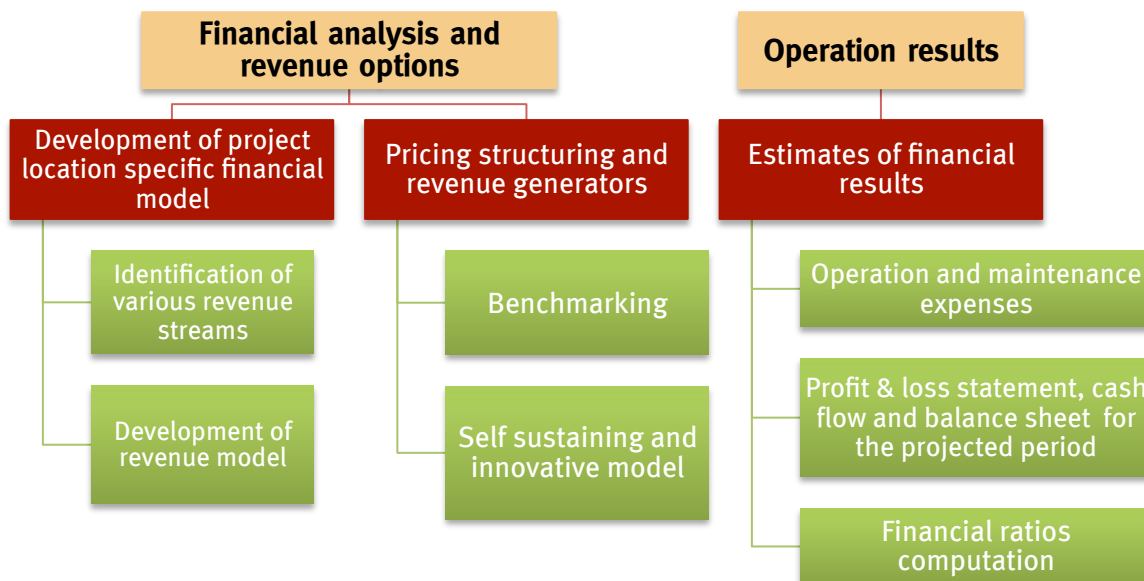 Financial analysis and
revenue options
Operation results
Development of project
location specific financial
model
Pricing structuring and
revenue generators
Estimates of financial
results
Identification of
various revenue
streams
Benchmarking
Operation and maintenance
expenses
Development of
revenue model
Self sustaining and
innovative model
Profit & loss statement, cash
flow and balance sheet for
the projected period
Financial ratios
computation